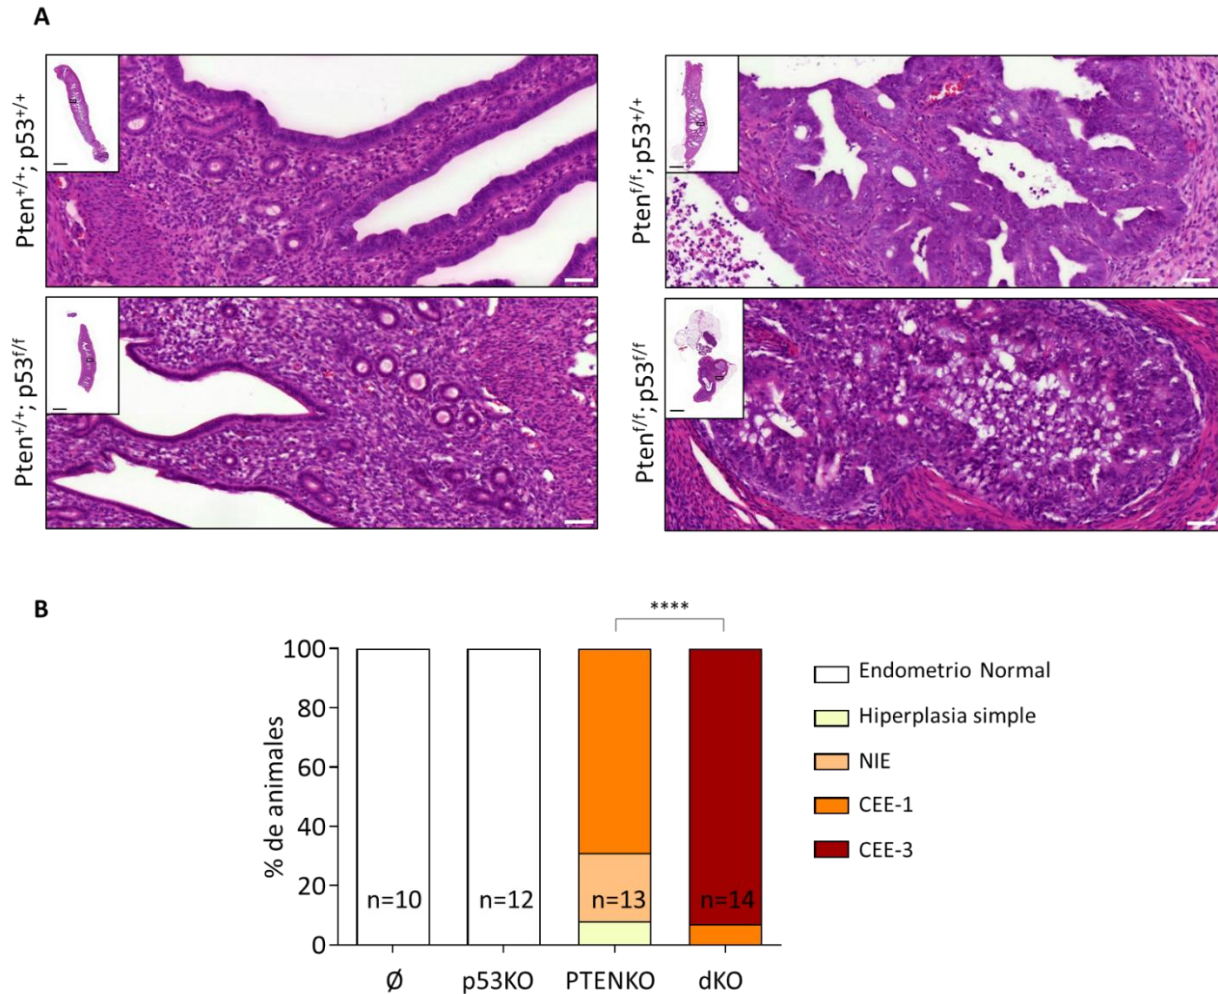 A
Pten+/+; p53+/+
Ptenf/f; p53+/+
Pten+/+; p53f/f
Ptenf/f; p53f/f
B
****
100
80
60
40
20
0
% de animales
n=10
n=12
n=13
n=14
Ø
p53KO
PTENKO
dKO
Endometrio Normal
Hiperplasia simple
NIE
CEE-1
CEE-3